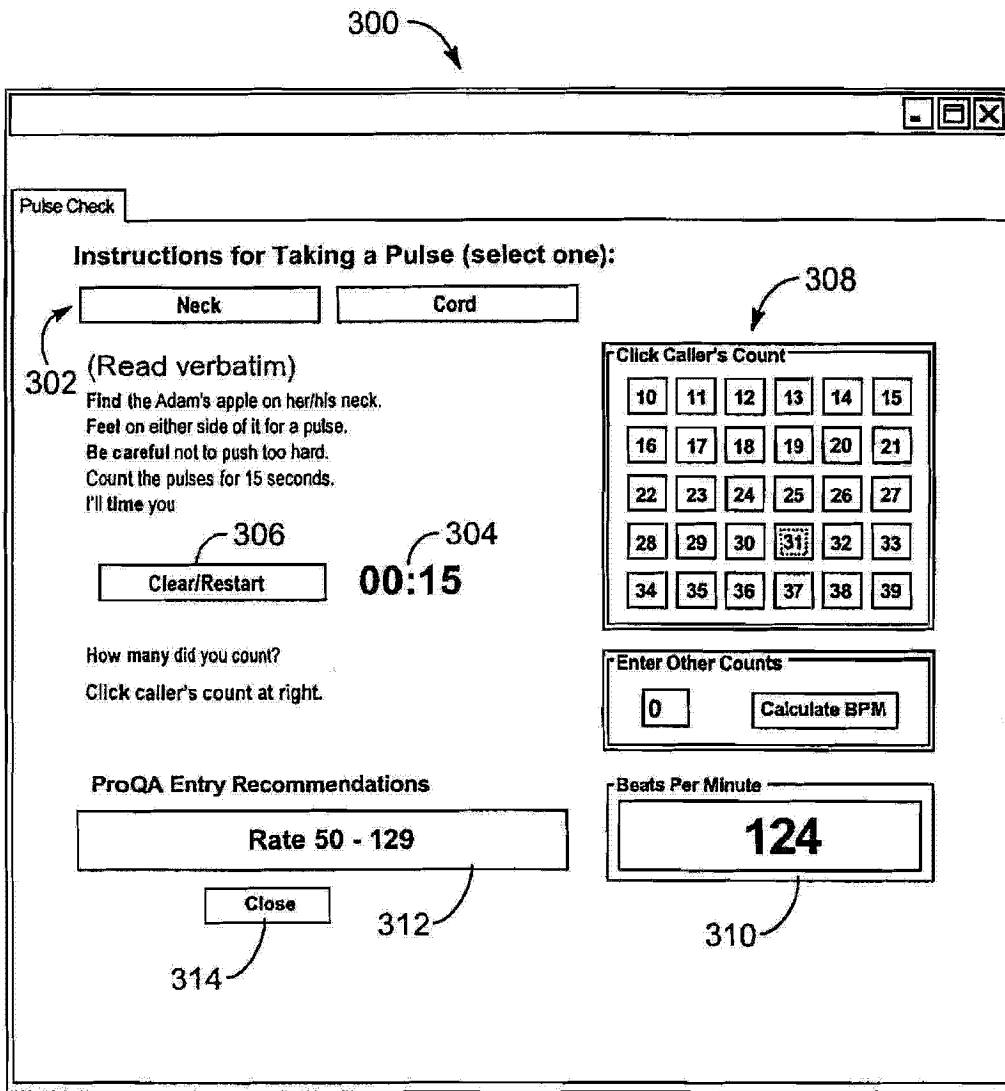 300
Pulse Check
Instructions for Taking a Pulse (select one):
Neck
Cord
302
(Read verbatim)
Find the Adam's apple on her/his neck.
Feel on either side of it for a pulse.
Be careful not to push too hard.
Count the pulses for 15 seconds.
I'll time you
306
304
Clear/Restart
00:15
How many did you count?
Click caller's count at right.
308
Click Caller's Count
10 11 12 13 14 15
16 17 18 19 20 21
22 23 24 25 26 27
28 29 30 31 32 33
34 35 36 37 38 39
Enter Other Counts
0
Calculate BPM
ProQA Entry Recommendations
Rate 50 - 129
312
Close
314
Beats Per Minute
124
310